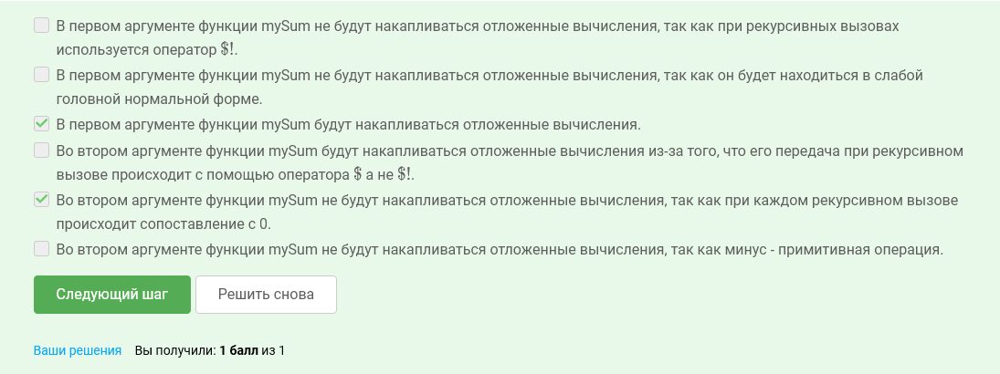 В первом аргументе функции mySum не будут накапливаться отложенные вычисления, так как при рекурсивных вызовах
используется оператор $!.
В первом аргументе функции mySum не будут накапливаться отложенные вычисления, так как он будет находиться в слабой
головной нормальной форме.
В первом аргументе функции mySum будут накапливаться отложенные вычисления.
Во втором аргументе функции mySum будут накапливаться отложенные вычисления из-за того, что его передача при рекурсивном
вызове происходит с помощью оператора $ а не $!.
Во втором аргументе функции mySum не будут накапливаться отложенные вычисления, так как при каждом рекурсивном вызове
происходит сопоставление с 0.
Во втором аргументе функции mySum не будут накапливаться отложенные вычисления, так как минус - примитивная операция.
Следующий шаг Решить снова
Ваши решения Вы получили: 1 балл из 1